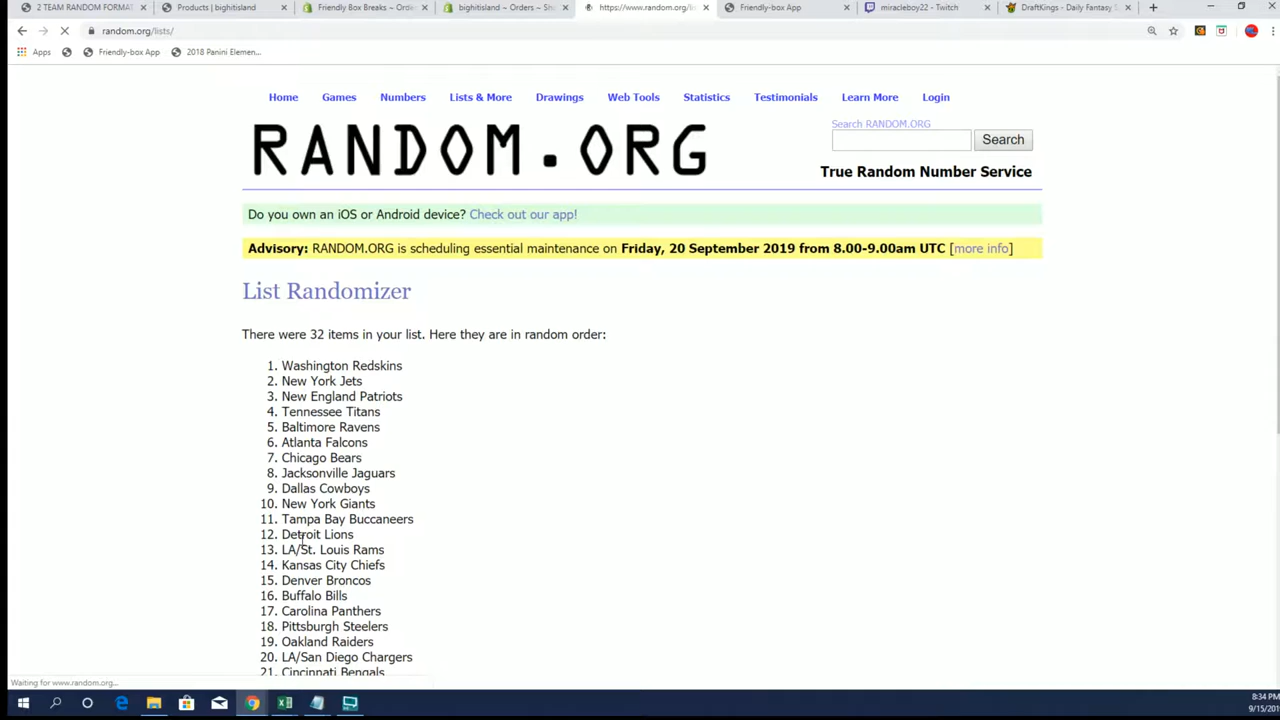 2 TEAM RANDOM FORMAT
Products | bighitisland
Friendly Box Breaks ~ Orde
bighitisland ~ Orders ~ Sho
https://www.random.org/li
Friendly-box App
miracleboy22 - Twitch
DraftKings - Daily Fantasy S
random.org/lists/
Apps
Friendly-box App
2018 Panini Elemen...
Home Games Numbers Lists & More Drawings Web Tools Statistics Testimonials Learn More Login
RANDOM.ORG
Search RANDOM.ORG
Search
True Random Number Service
Do you own an iOS or Android device? Check out our app!
Advisory: RANDOM.ORG is scheduling essential maintenance on Friday, 20 September 2019 from 8.00-9.00am UTC [more info]
List Randomizer
There were 32 items in your list. Here they are in random order:
1. Washington Redskins
2. New York Jets
3. New England Patriots
4. Tennessee Titans
5. Baltimore Ravens
6. Atlanta Falcons
7. Chicago Bears
8. Jacksonville Jaguars
9. Dallas Cowboys
10. New York Giants
11. Tampa Bay Buccaneers
12. Detroit Lions
13. LA/St. Louis Rams
14. Kansas City Chiefs
15. Denver Broncos
16. Buffalo Bills
17. Carolina Panthers
18. Pittsburgh Steelers
19. Oakland Raiders
20. LA/San Diego Chargers
21. Cincinnati Bengals
Waiting for www.random.org...
8:34 PM
9/15/201